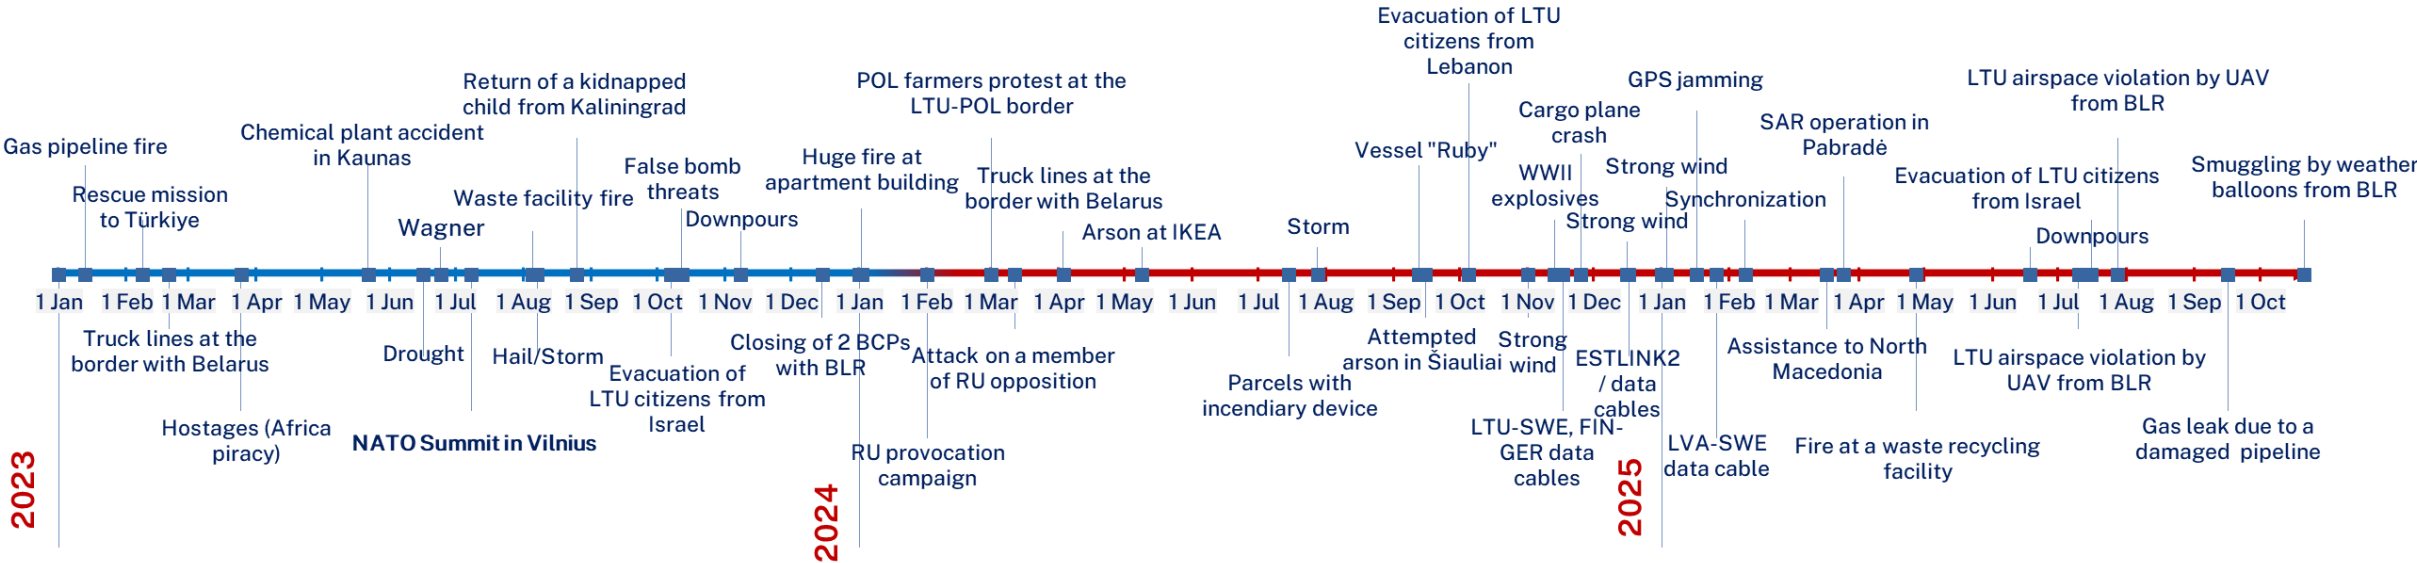 Evacuation of LTU
citizens from
Lebanon
Return of a kidnapped
child from Kaliningrad
POL farmers protest at the
LTU-POL border
GPS jamming
LTU airspace violation by UAV
from BLR
Gas pipeline fire
Chemical plant accident
in Kaunas
Cargo plane
crash
SAR operation in
Pabradė
Rescue mission
to Türkiye
Waste facility fire
False bomb
threats
Huge fire at
apartment building
Truck lines at the
border with Belarus
Vessel "Ruby"
WWII
explosives
Strong wind
Evacuation of LTU citizens
from Israel
Smuggling by weather
balloons from BLR
Wagner
Downpours
Arson at IKEA
Storm
Strong wind
Synchronization
Downpours
1 Jan 1 Feb 1 Mar 1 Apr 1 May 1 Jun 1 Jul 1 Aug 1 Sep 1 Oct 1 Nov 1 Dec 1 Jan 1 Feb 1 Mar 1 Apr 1 May 1 Jun 1 Jul 1 Aug 1 Sep 1 Oct 1 Nov 1 Dec 1 Jan 1 Feb 1 Mar 1 Apr 1 May 1 Jun 1 Jul 1 Aug 1 Sep 1 Oct
Truck lines at the
border with Belarus
Drought
Hail/Storm
Closing of 2 BCPs
with BLR
Attack on a member
of RU opposition
Attempted
arson in Šiauliai
Strong
wind
ESTLINK2
/ data
cables
Assistance to North
Macedonia
LTU airspace violation by
UAV from BLR
Evacuation of
LTU citizens from
Israel
Parcels with
incendiary device
Hostages (Africa
piracy)
NATO Summit in Vilnius
RU provocation
campaign
LTU-SWE, FIN-
GER data
cables
LVA-SWE
data cable
Fire at a waste recycling
facility
Gas leak due to a
damaged pipeline
2023
2024
2025